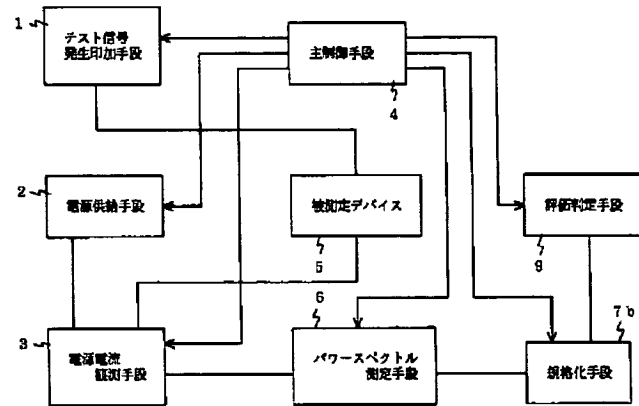 1
テスト信号
発生印加手段
主制御手段
4
2
電源供給手段
被測定デバイス
5
評価判定手段
9
3
電源電流
観測手段
6
パワースペクトル
測定手段
7b
規格化手段